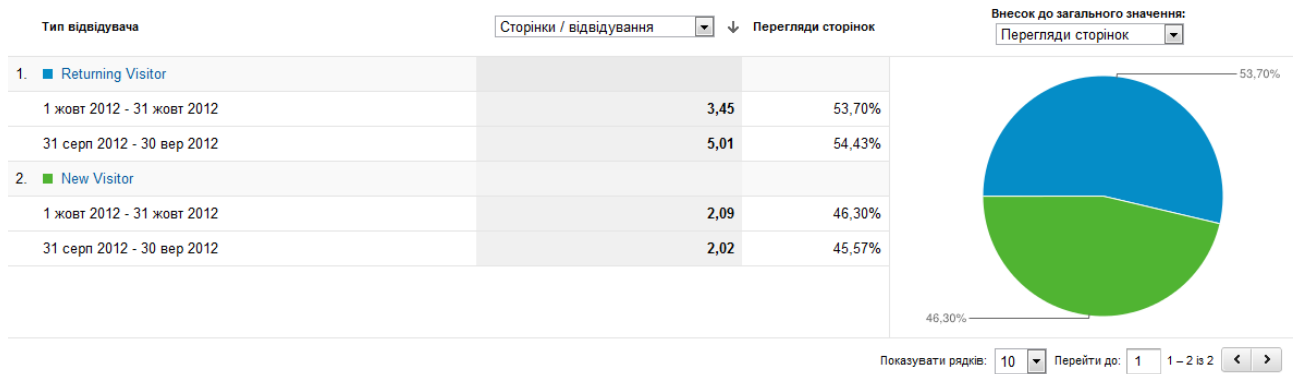 Тип відвідувача Сторінки / відвідування Перегляди сторінок Внесок до загального значення:
Перегляди сторінок
1. Returning Visitor
1 жовт 2012 - 31 жовт 2012 3,45 53,70%
31 серп 2012 - 30 вер 2012 5,01 54,43%
2. New Visitor
1 жовт 2012 - 31 жовт 2012 2,09 46,30%
31 серп 2012 - 30 вер 2012 2,02 45,57%
53,70%
46,30%
Показувати рядків: 10 Перейти до: 1 1 – 2 із 2